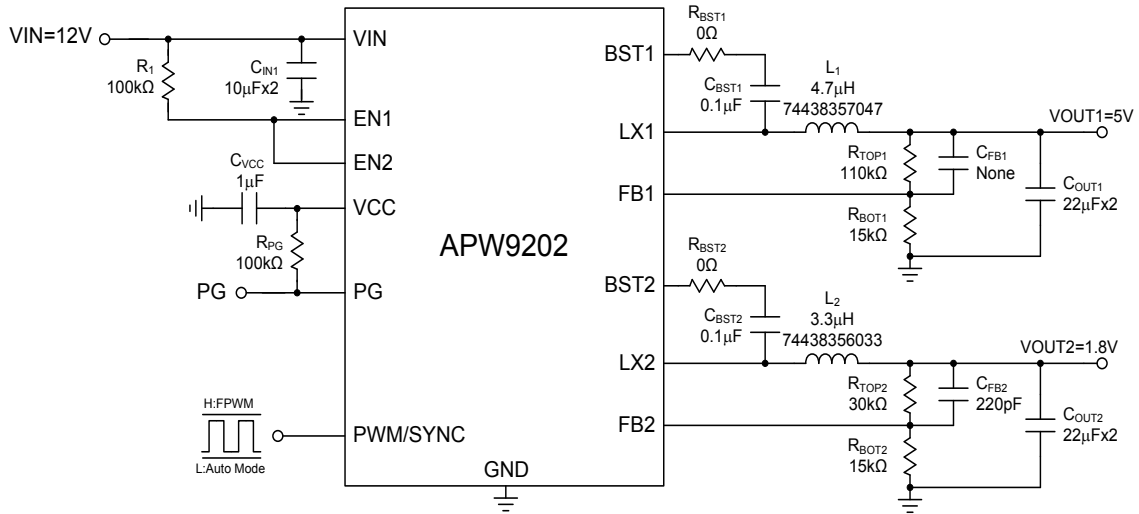 VIN=12V
R1
100kΩ
CIN1
10μFx2
VIN
EN1
EN2
CVCC
1μF
VCC
RPG
100kΩ
PG
PG
H:FPWM
L:Auto Mode
PWM/SYNC
APW9202
GND
BST1
RBST1
0Ω
CBST1
0.1μF
L1
4.7μH
74438357047
LX1
VOUT1=5V
RTOP1
110kΩ
CFB1
None
COUT1
22μFx2
FB1
RBOT1
15kΩ
BST2
RBST2
0Ω
CBST2
0.1μF
L2
3.3μH
74438356033
LX2
VOUT2=1.8V
RTOP2
30kΩ
CFB2
220pF
COUT2
22μFx2
FB2
RBOT2
15kΩ